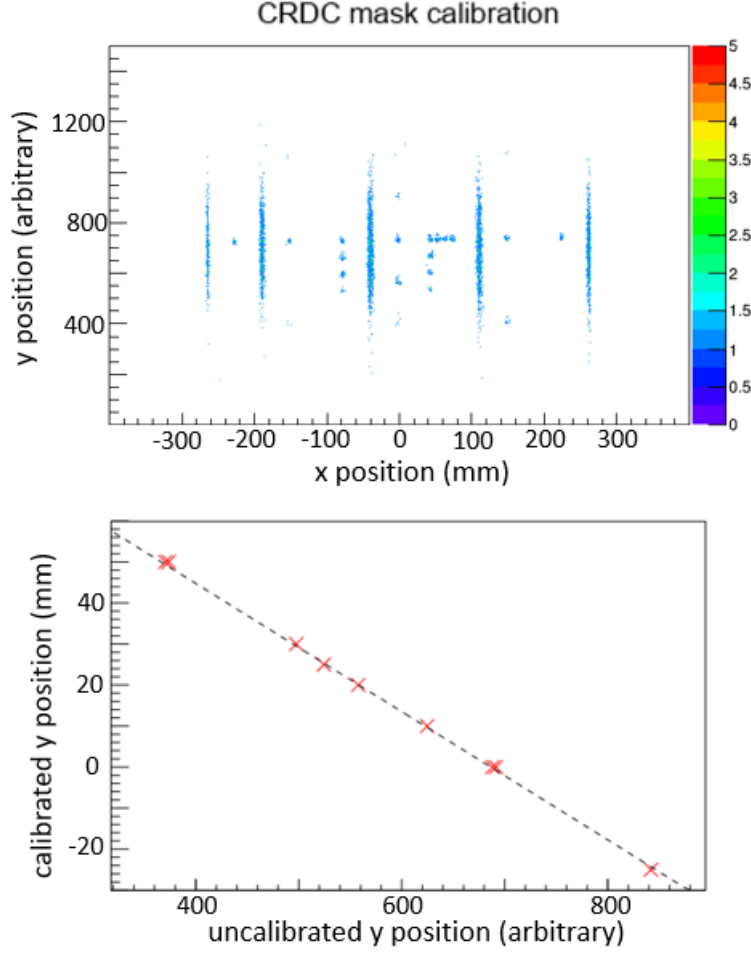 CRDC mask calibration
y position (arbitrary)
1200
800
400
-300 -200 -100 0 100 200 300
x position (mm)
5
4.5
4
3.5
3
2.5
2
1.5
1
0.5
0
calibrated y position (mm)
40
20
0
-20
400 600 800
uncalibrated y position (arbitrary)